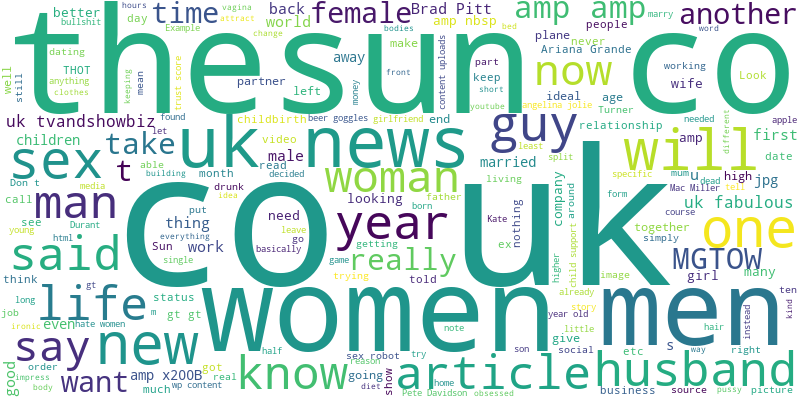 better back female Brad Pitt amp amp another
bullshit day time world amp nbsp people
hours vagina attract marry word
Example change bed
thesun co
dating THOT
well still anything clothes keeping mean trust score
partner away left make part keep short plane never Ariana Grande now
bodies front content uploads youtube angelina jolie
working wife Look
ideal age Turner
uk tvandshowbiz found money childbirth beer goggles girlfriend end relationship needed apple
children take let video guy least split amp will first
sex t able building month read male married specific mum dead different date
uk news woman living company around form u high jpg
Don t media call drunk decided looking father born nothing Mac Miller tell uk fabulous
man idea put need year Kate ex together course one
see Durant thing leave go getting child support simply
said html Sun work everything basically really higher image MGTOW
young single game trying told already girl many
think gt co uk story
long status m year old ten
life gt gt women note little men kind
job ironic even hate women son give hair instead
say new half sex robot try social s way right
good order got know reason article etc husband
impress want amp x200B real going show home
body much wp content diet Pete Davidson obsessed business source pussy picture